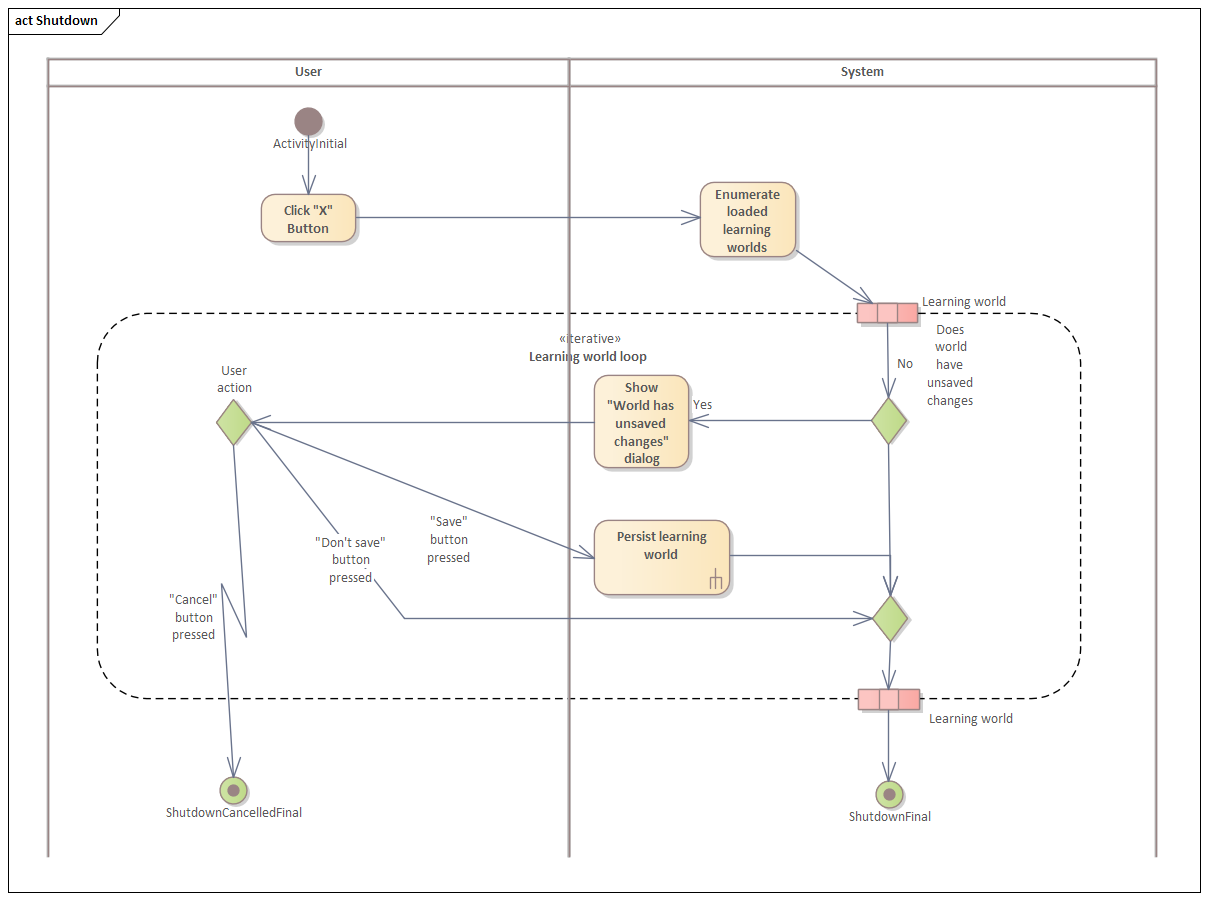 act Shutdown
User
System
ActivityInitial
Click "X"
Button
Enumerate
loaded
learning
worlds
Learning world
Does
world
have
unsaved
changes
«iterative»
Learning world loop
No
User
action
Show
"World has
unsaved
changes"
dialog
Yes
"Save"
button
pressed
"Don't save"
button
pressed
Persist learning
world
"Cancel"
button
pressed
Learning world
ShutdownCancelledFinal
ShutdownFinal